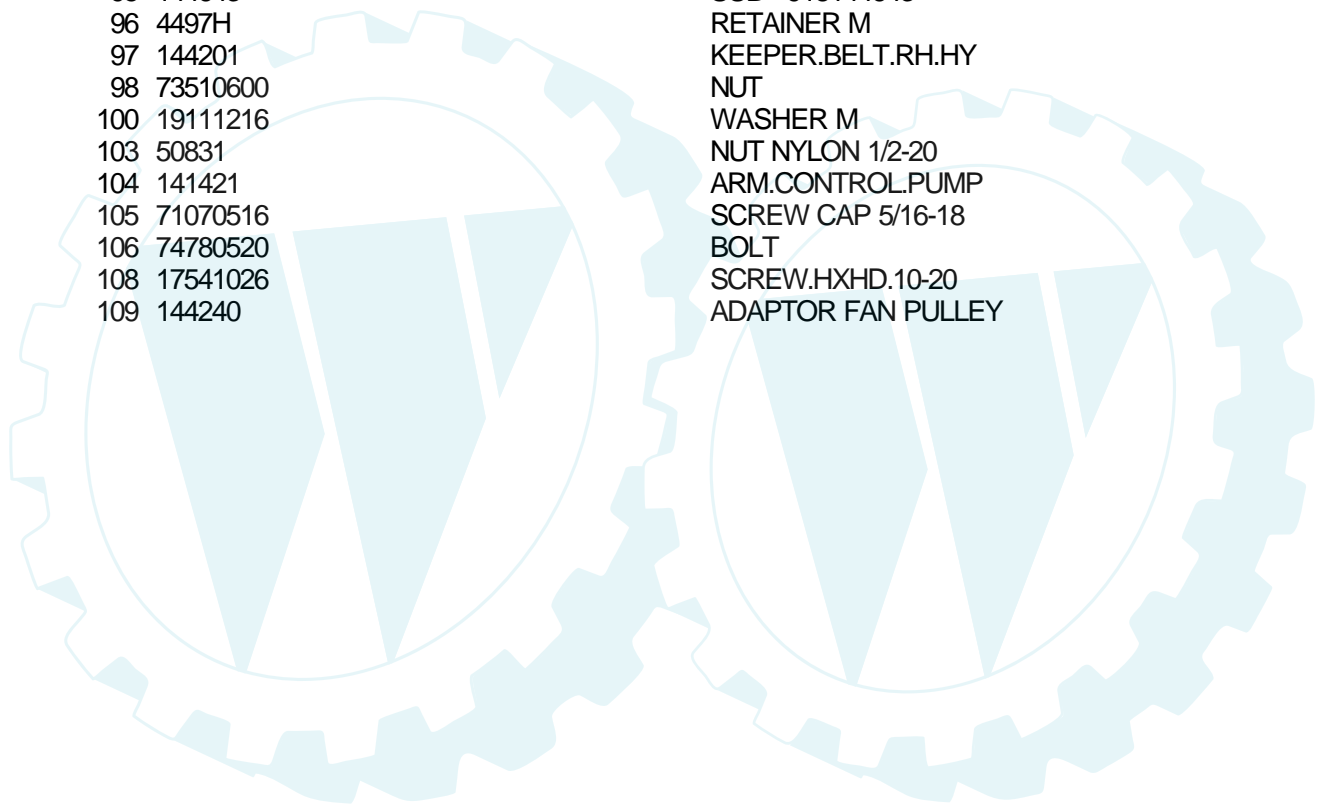 96 4497H RETAINER M
97 144201 KEEPER.BELT.RH.HY
98 73510600 NUT
100 19111216 WASHER M
103 50831 NUT NYLON 1/2-20
104 141421 ARM.CONTROL.PUMP
105 71070516 SCREW CAP 5/16-18
106 74780520 BOLT
108 17541026 SCREW.HXHD.10-20
109 144240 ADAPTOR FAN PULLEY